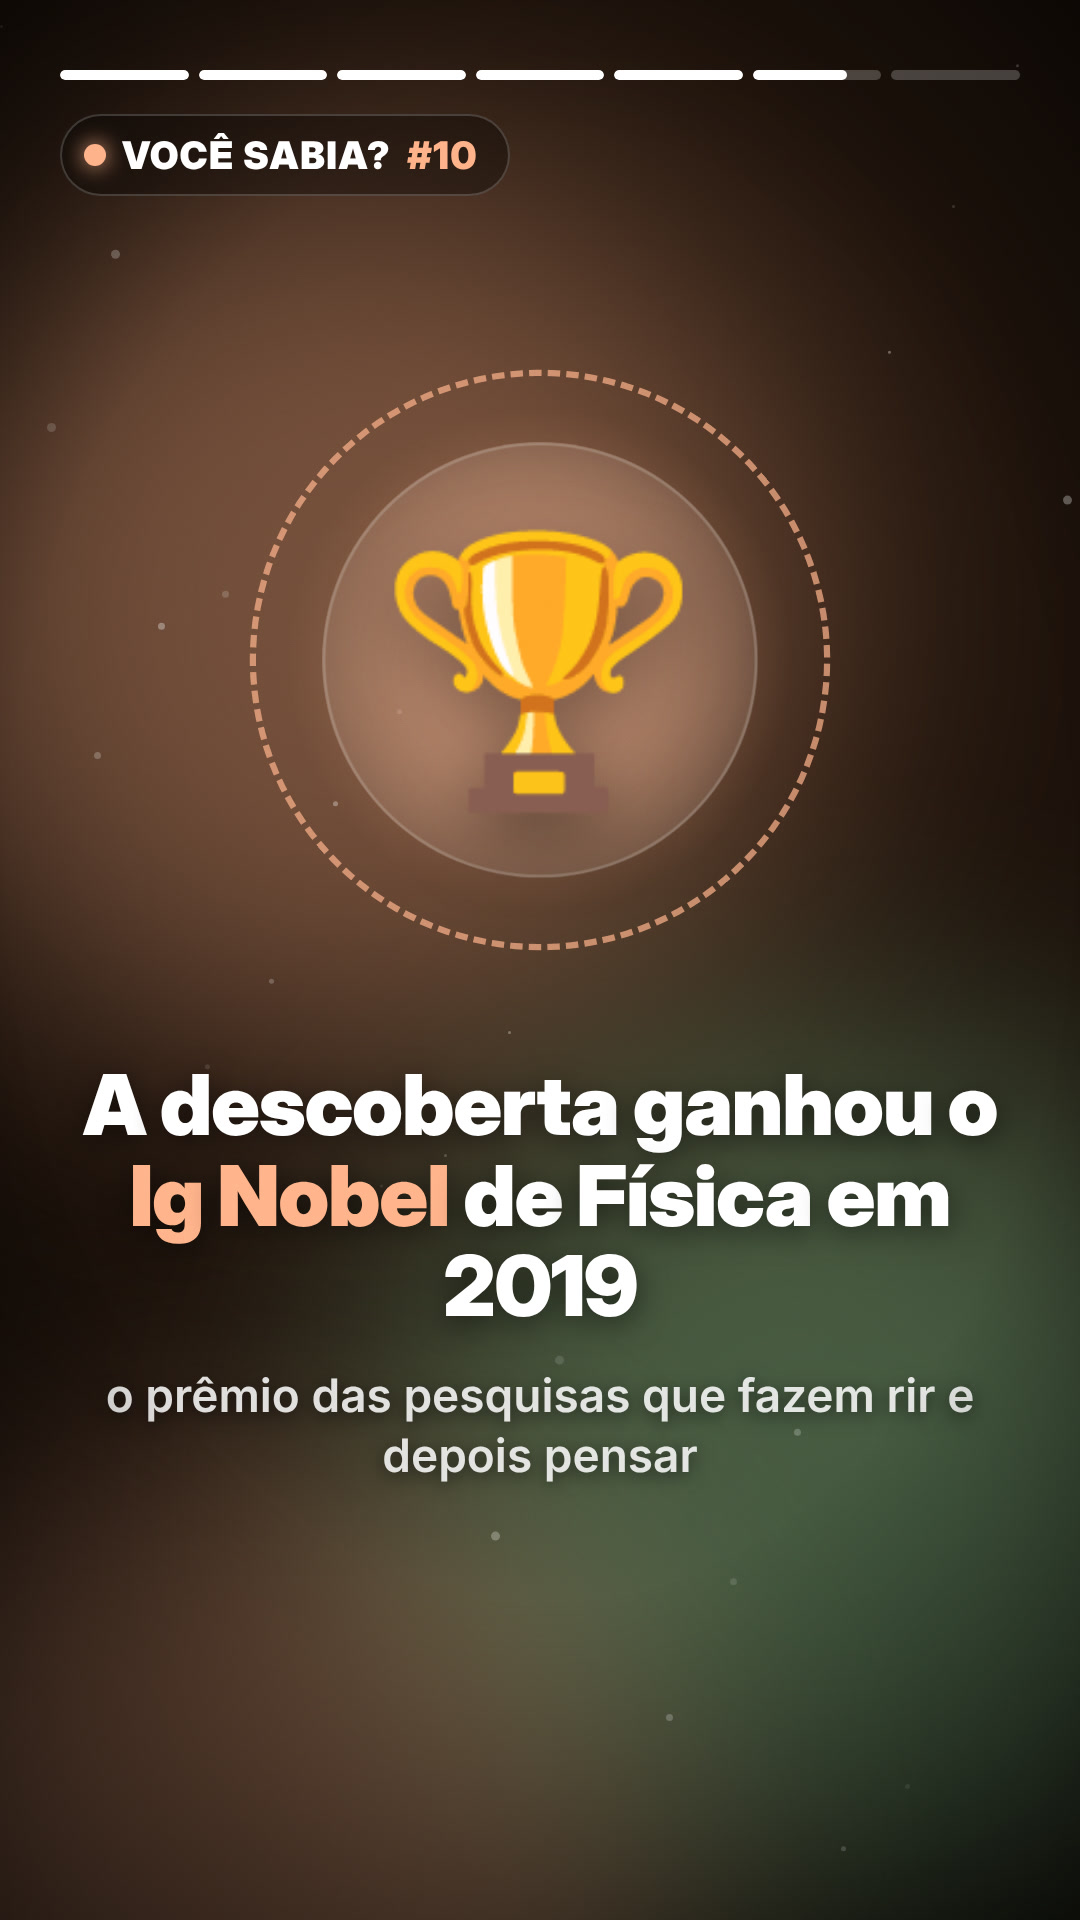 VOCÊ SABIA? #10
A descoberta ganhou o
Ig Nobel de Física em
2019
o prêmio das pesquisas que fazem rir e
depois pensar